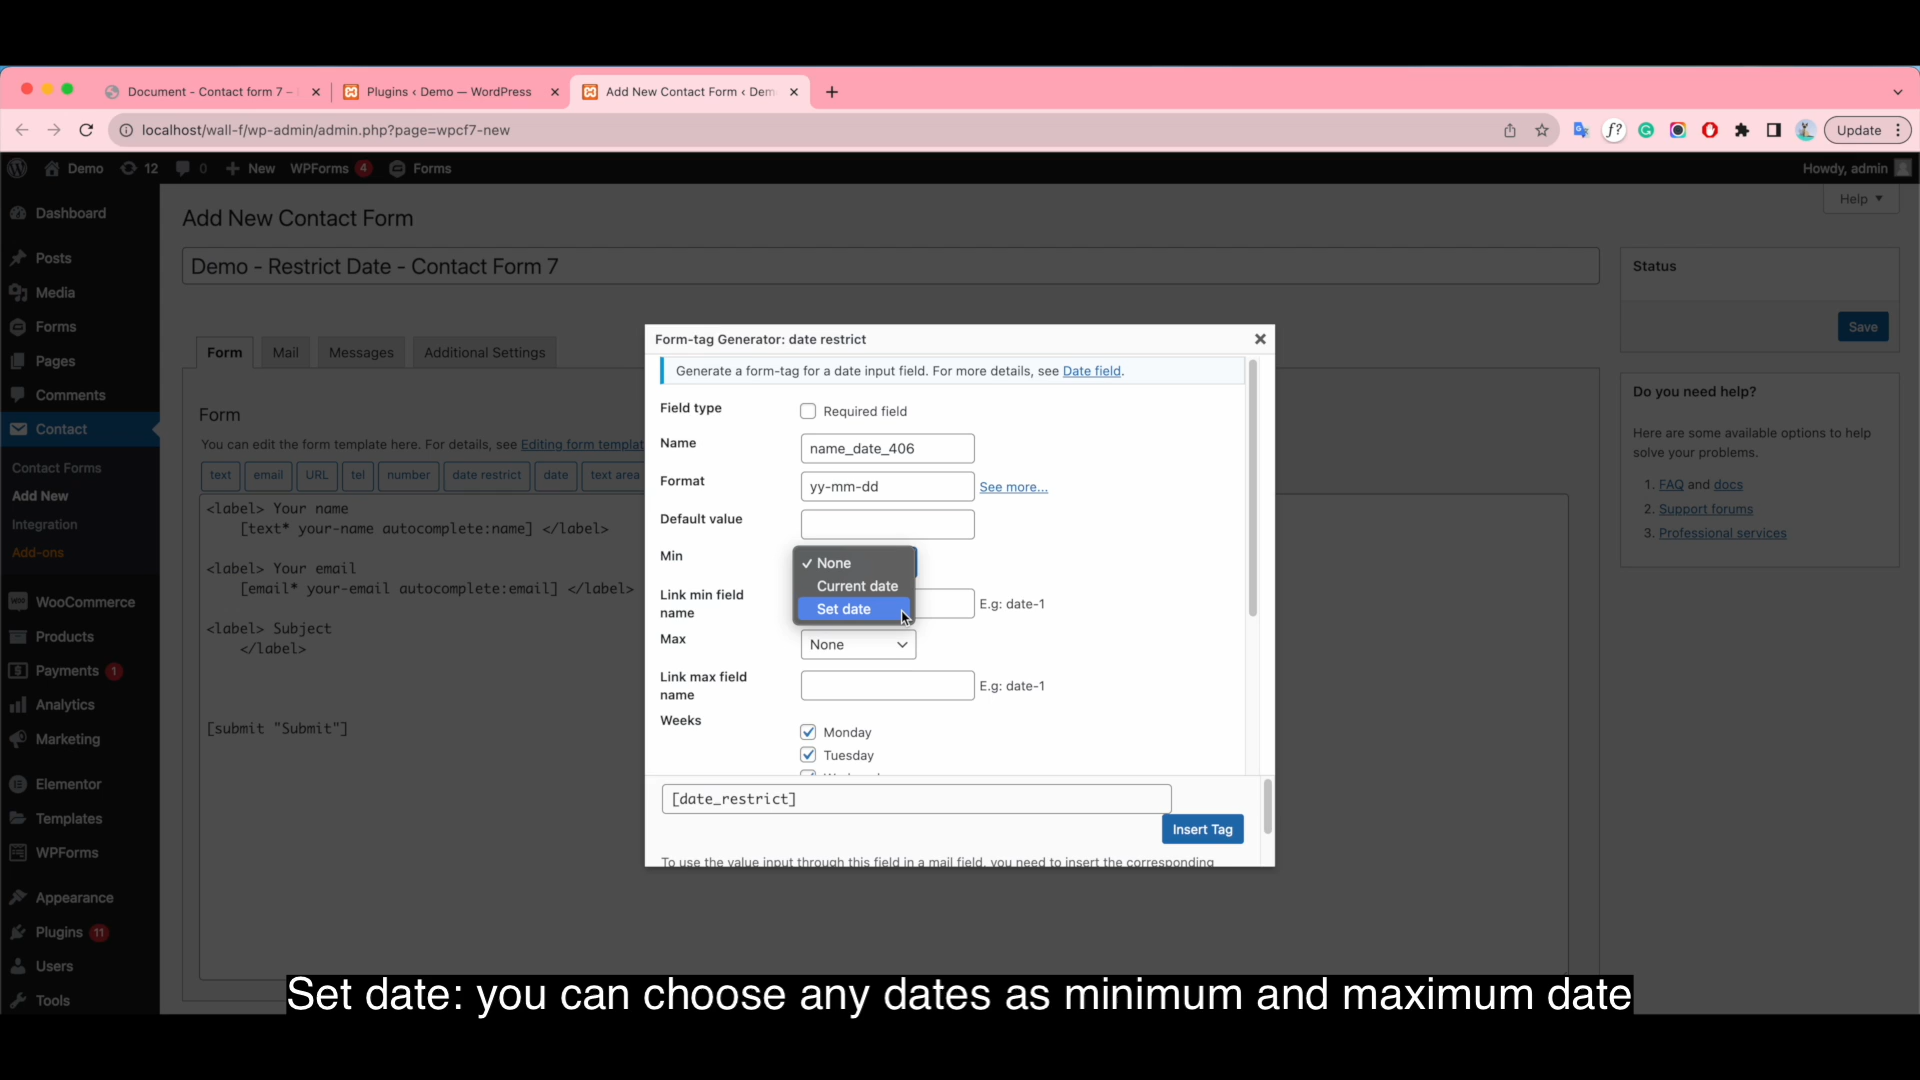 Document - Contact form 7 -
Plugins ‹ Demo — WordPress
Add New Contact Form ‹ Dem
localhost/wall-f/wp-admin/admin.php?page=wpcf7-new
f?
Update
Demo
12
0
New
WPForms 4
Forms
Howdy, admin
Dashboard
Posts
Media
Forms
Pages
Comments
Contact
Contact Forms
Add New
Integration
Add-ons
WooCommerce
Products
Payments 1
Analytics
Marketing
Elementor
Templates
WPForms
Appearance
Plugins 11
Users
Tools
Help
Add New Contact Form
Demo - Restrict Date - Contact Form 7
Form Mail Messages Additional Settings
Form
You can edit the form template here. For details, see Editing form templat
text email URL tel number date restrict date text area
<label> Your name
[text* your-name autocomplete:name] </label>
<label> Your email
[email* your-email autocomplete:email] </label>
<label> Subject
</label>
[submit "Submit"]
Status
Save
Do you need help?
Here are some available options to help
solve your problems.
1. FAQ and docs
2. Support forums
3. Professional services
Form-tag Generator: date restrict
Generate a form-tag for a date input field. For more details, see Date field.
Field type
Required field
Name
name_date_406
Format
yy-mm-dd
See more...
Default value
Min
None
Current date
Set date
Link min field
name
E.g: date-1
Max
None
Link max field
name
E.g: date-1
Weeks
Monday
Tuesday
[date_restrict]
Insert Tag
To use the value input through this field in a mail field, you need to insert the corresponding
Set date: you can choose any dates as minimum and maximum date